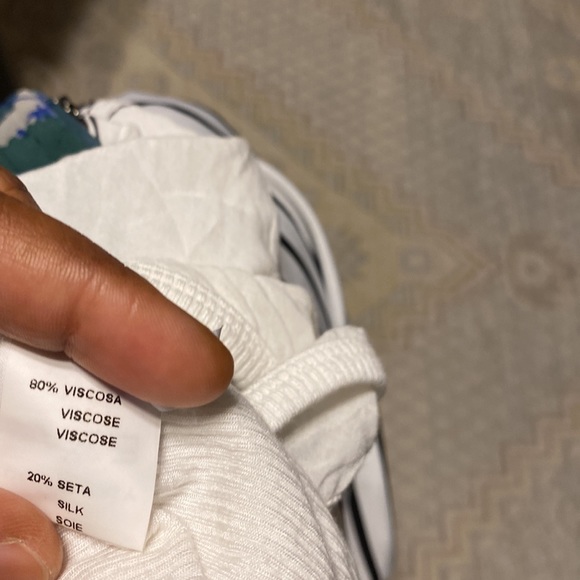 80% VISCOSA
VISCOSE
VISCOSE
20% SETA
SILK
SOIE